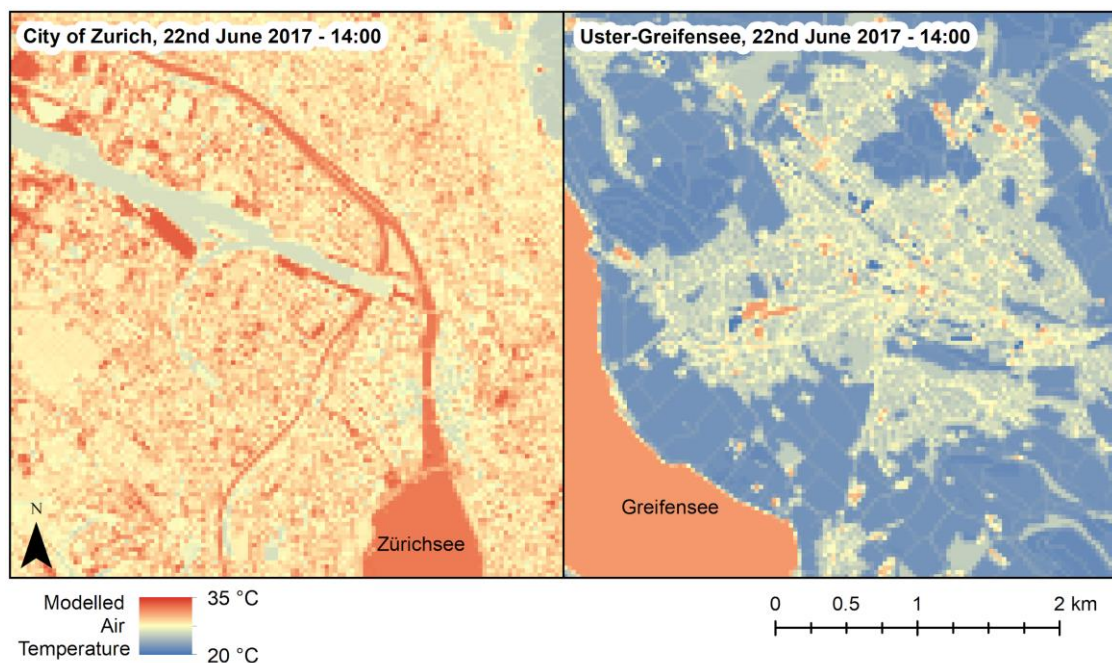 City of Zurich, 22nd June 2017 - 14:00
Uster-Greifensee, 22nd June 2017 - 14:00
Greifensee
N
Zürichsee
Modelled
Air
Temperature
35 °C
20 °C
0 0.5 1 2 km